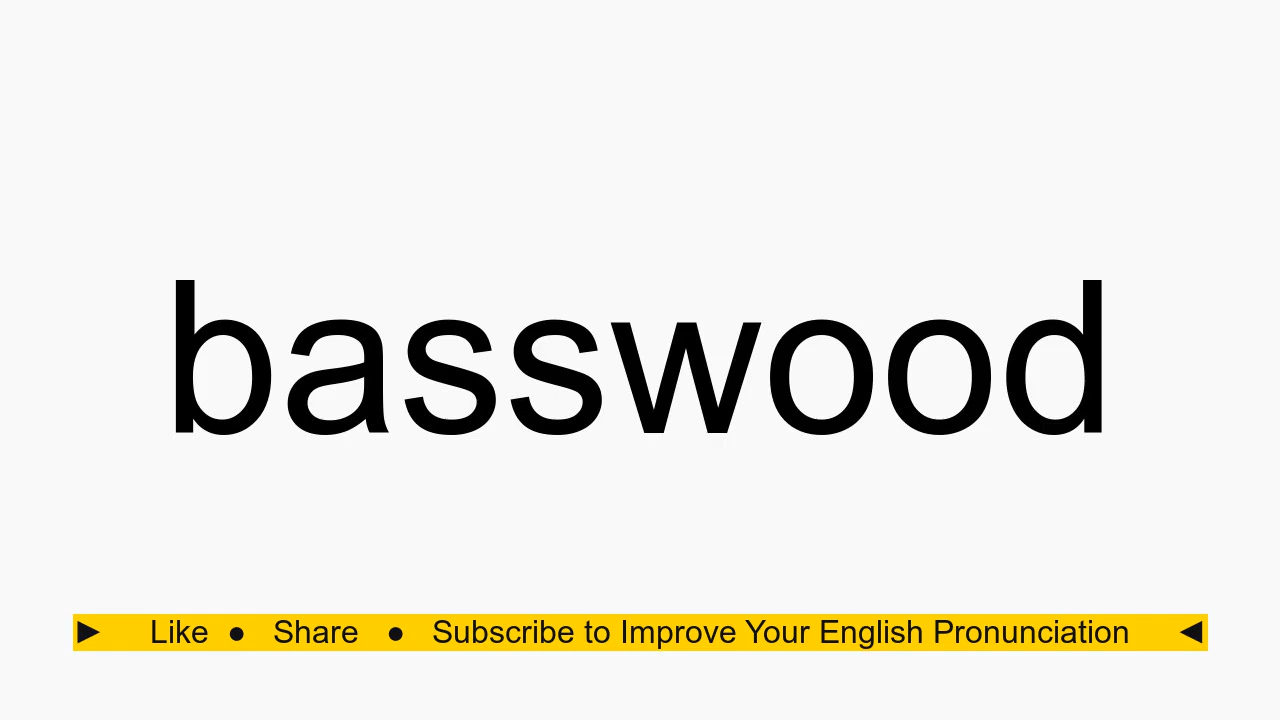 basswood
► Like ● Share ● Subscribe to Improve Your English Pronunciation ◄